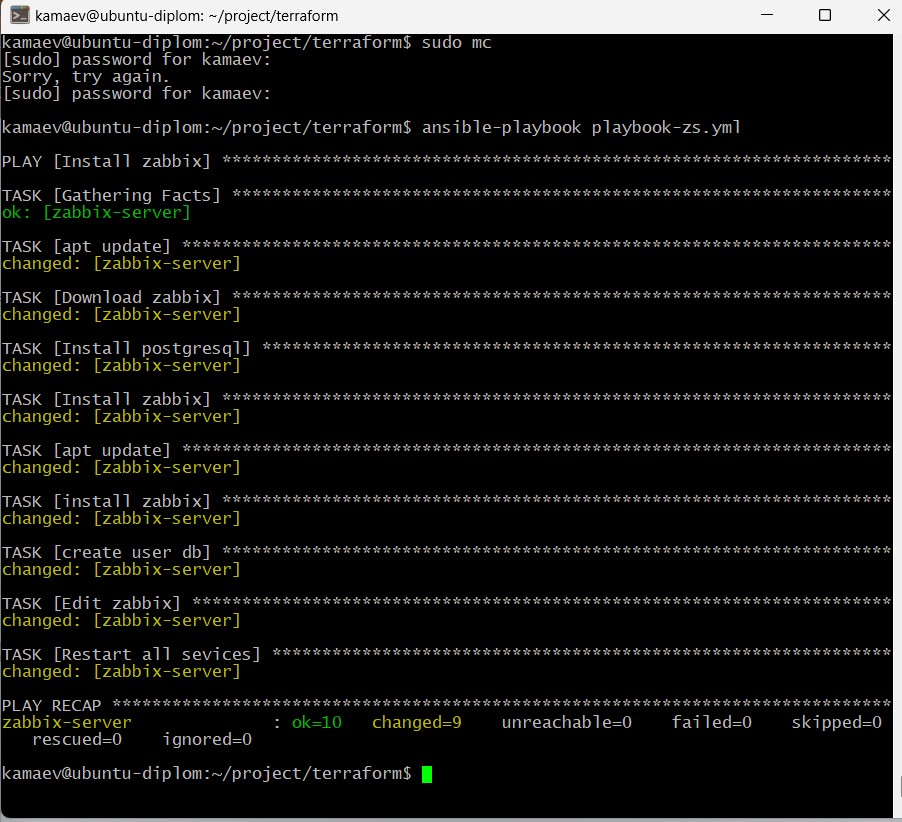 kamaev@ubuntu-diplom: ~/project/terraform
kamaev@ubuntu-diplom:~/project/terraform$ sudo mc
[sudo] password for kamaev:
Sorry, try again.
[sudo] password for kamaev:
kamaev@ubuntu-diplom:~/project/terraform$ ansible-playbook playbook-zs.yml
PLAY [Install zabbix] *******************************************************************
TASK [Gathering Facts] ******************************************************************
ok: [zabbix-server]
TASK [apt update] ***********************************************************************
changed: [zabbix-server]
TASK [Download zabbix] ******************************************************************
changed: [zabbix-server]
TASK [Install postgresql] ***************************************************************
changed: [zabbix-server]
TASK [Install zabbix] *******************************************************************
changed: [zabbix-server]
TASK [apt update] ***********************************************************************
changed: [zabbix-server]
TASK [install zabbix] *******************************************************************
changed: [zabbix-server]
TASK [create user db] *******************************************************************
changed: [zabbix-server]
TASK [Edit zabbix] **********************************************************************
changed: [zabbix-server]
TASK [Restart all sevices] **************************************************************
changed: [zabbix-server]
PLAY RECAP ******************************************************************************
zabbix-server              : ok=10   changed=9    unreachable=0    failed=0    skipped=0
   rescued=0    ignored=0
kamaev@ubuntu-diplom:~/project/terraform$